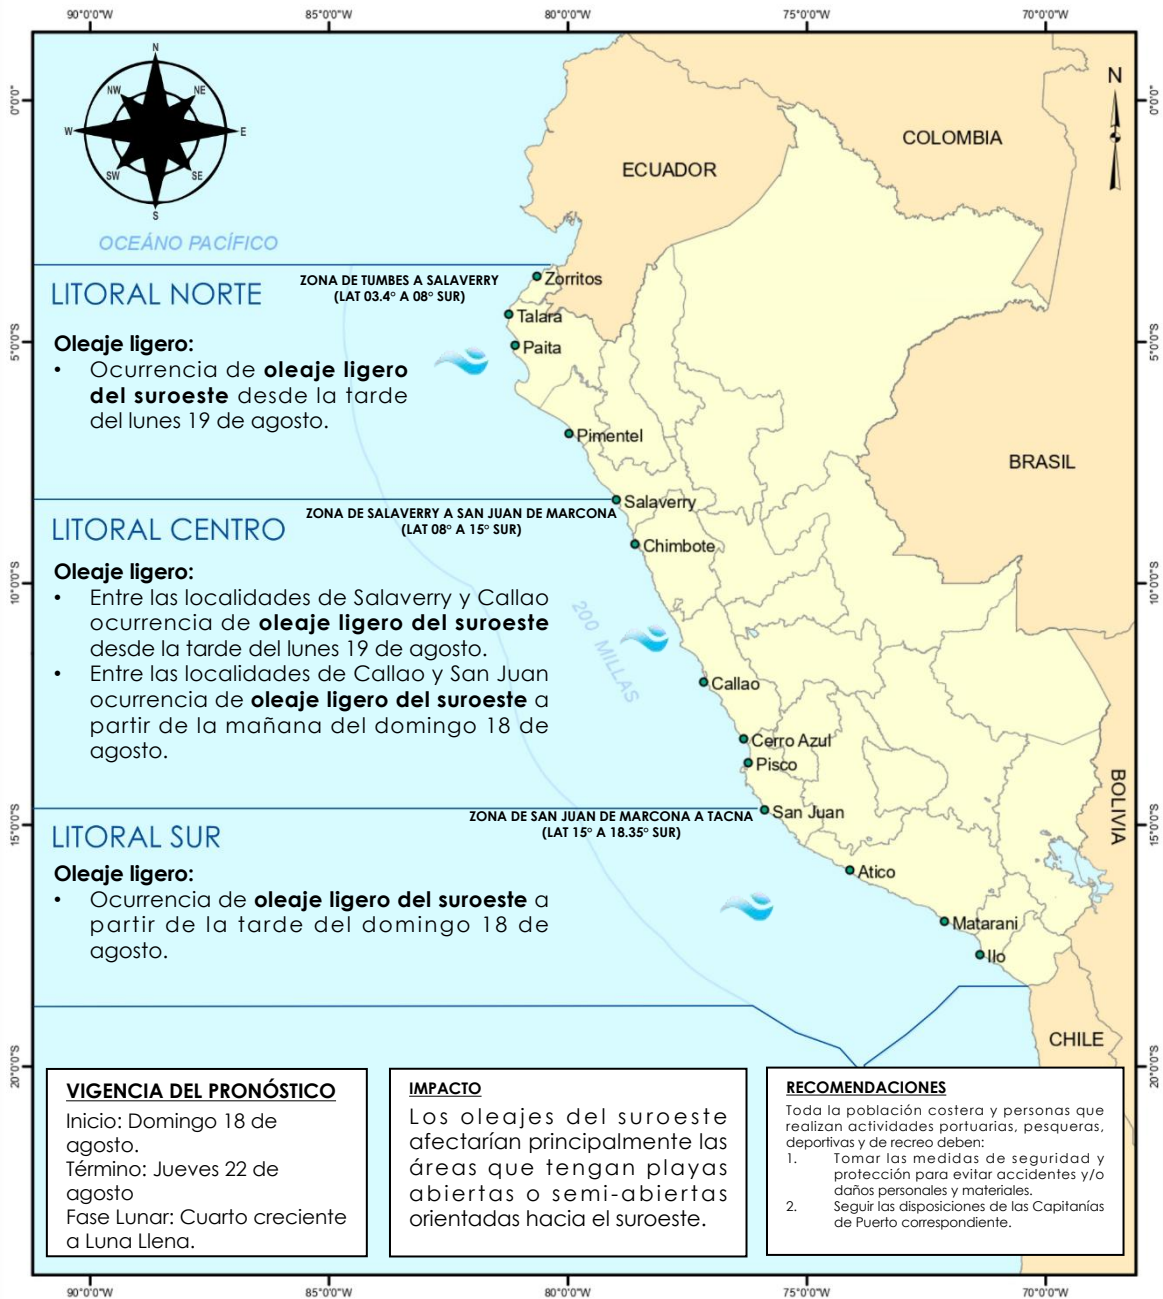 90°0'0"W 85°0'0"W 80°0'0"W 75°0'0"W 70°0'0"W
0°0'0"
5°0'0"S
10°0'0"S
15°0'0"S
20°0'0"S
0°0'0"
5°0'0"S
10°0'0"S
15°0'0"S
20°0'0"S
N
NE
E
SE
S
SW
W
NW
N
OCEÁNO PACÍFICO
ECUADOR
COLOMBIA
BRASIL
BOLIVIA
CHILE
200 MILLAS
LITORAL NORTE
ZONA DE TUMBES A SALAVERRY
(LAT 03.4° A 08° SUR)
Oleaje ligero:
• Ocurrencia de oleaje ligero
del suroeste desde la tarde
del lunes 19 de agosto.
Zorritos
Talara
Paita
Pimentel
Salaverry
LITORAL CENTRO
ZONA DE SALAVERRY A SAN JUAN DE MARCONA
(LAT 08° A 15° SUR)
Oleaje ligero:
• Entre las localidades de Salaverry y Callao
ocurrencia de oleaje ligero del suroeste
desde la tarde del lunes 19 de agosto.
• Entre las localidades de Callao y San Juan
ocurrencia de oleaje ligero del suroeste a
partir de la mañana del domingo 18 de
agosto.
Chimbote
Callao
Cerro Azul
Pisco
San Juan
LITORAL SUR
ZONA DE SAN JUAN DE MARCONA A TACNA
(LAT 15° A 18.35° SUR)
Oleaje ligero:
• Ocurrencia de oleaje ligero del suroeste a
partir de la tarde del domingo 18 de
agosto.
Atico
Matarani
Ilo
VIGENCIA DEL PRONÓSTICO
Inicio: Domingo 18 de
agosto.
Término: Jueves 22 de
agosto
Fase Lunar: Cuarto creciente
a Luna Llena.
IMPACTO
Los oleajes del suroeste
afectarían principalmente las
áreas que tengan playas
abiertas o semi-abiertas
orientadas hacia el suroeste.
RECOMENDACIONES
Toda la población costera y personas que
realizan actividades portuarias, pesqueras,
deportivas y de recreo deben:
1. Tomar las medidas de seguridad y
protección para evitar accidentes y/o
daños personales y materiales.
2. Seguir las disposiciones de las Capitanías
de Puerto correspondiente.
90°0'0"W 85°0'0"W 80°0'0"W 75°0'0"W 70°0'0"W